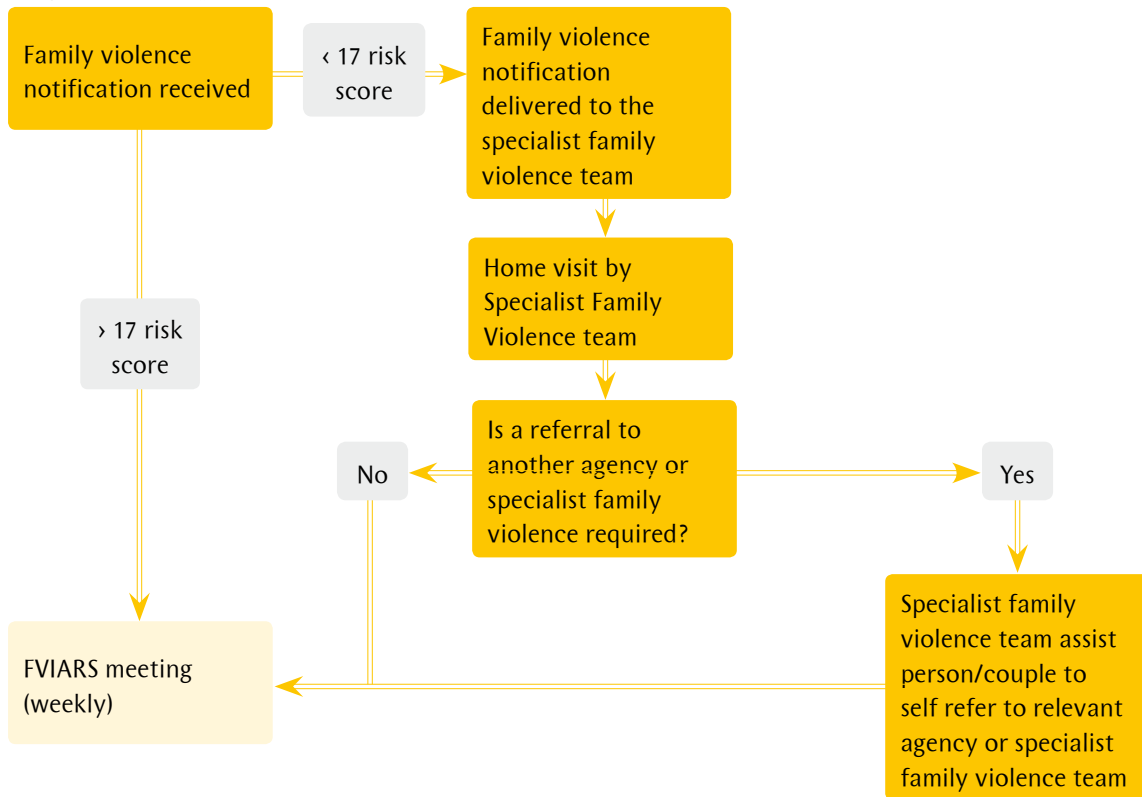 Family violence
notification received
‹ 17 risk
score
Family violence
notification
delivered to the
specialist family
violence team
Home visit by
Specialist Family
Violence team
› 17 risk
score
Is a referral to
another agency or
specialist family
violence required?
No
Yes
Specialist family
violence team assist
person/couple to
self refer to relevant
agency or specialist
family violence team
FVIARS meeting
(weekly)